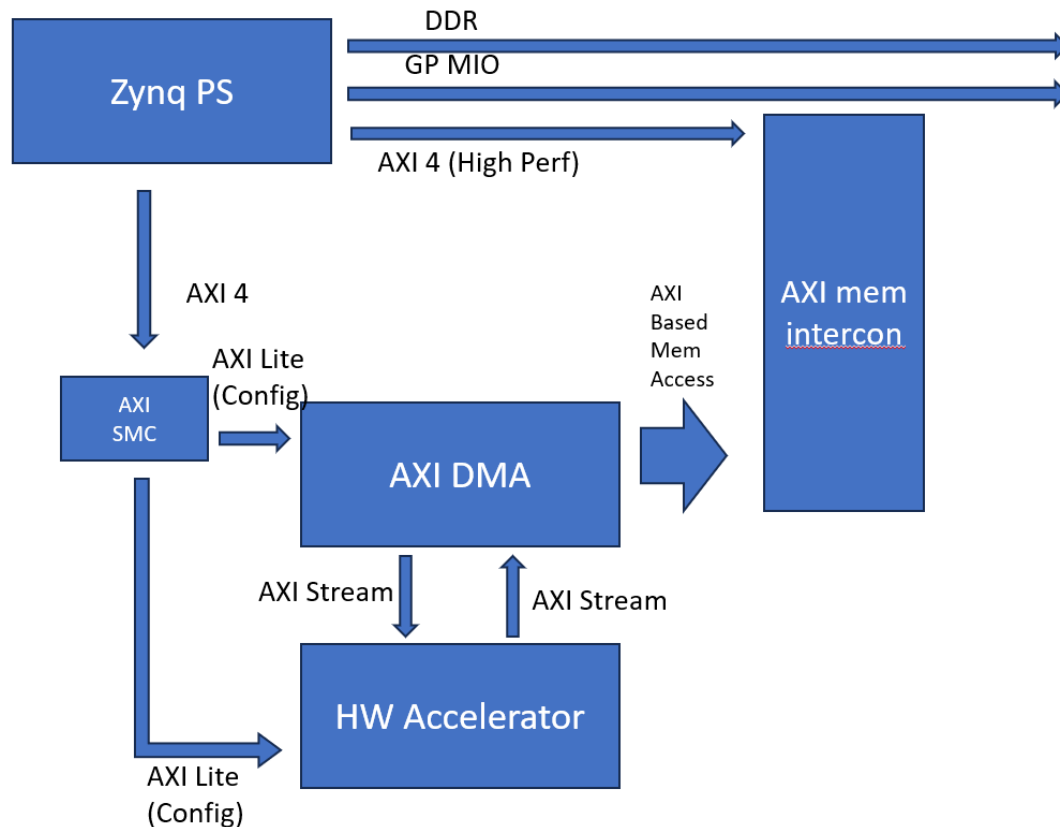 DDR
GP MIO
Zynq PS
AXI 4 (High Perf)
AXI 4
AXI
Based
Mem
Access
AXI mem
intercon
AXI Lite
(Config)
AXI
SMC
AXI DMA
AXI Stream
AXI Stream
HW Accelerator
AXI Lite
(Config)